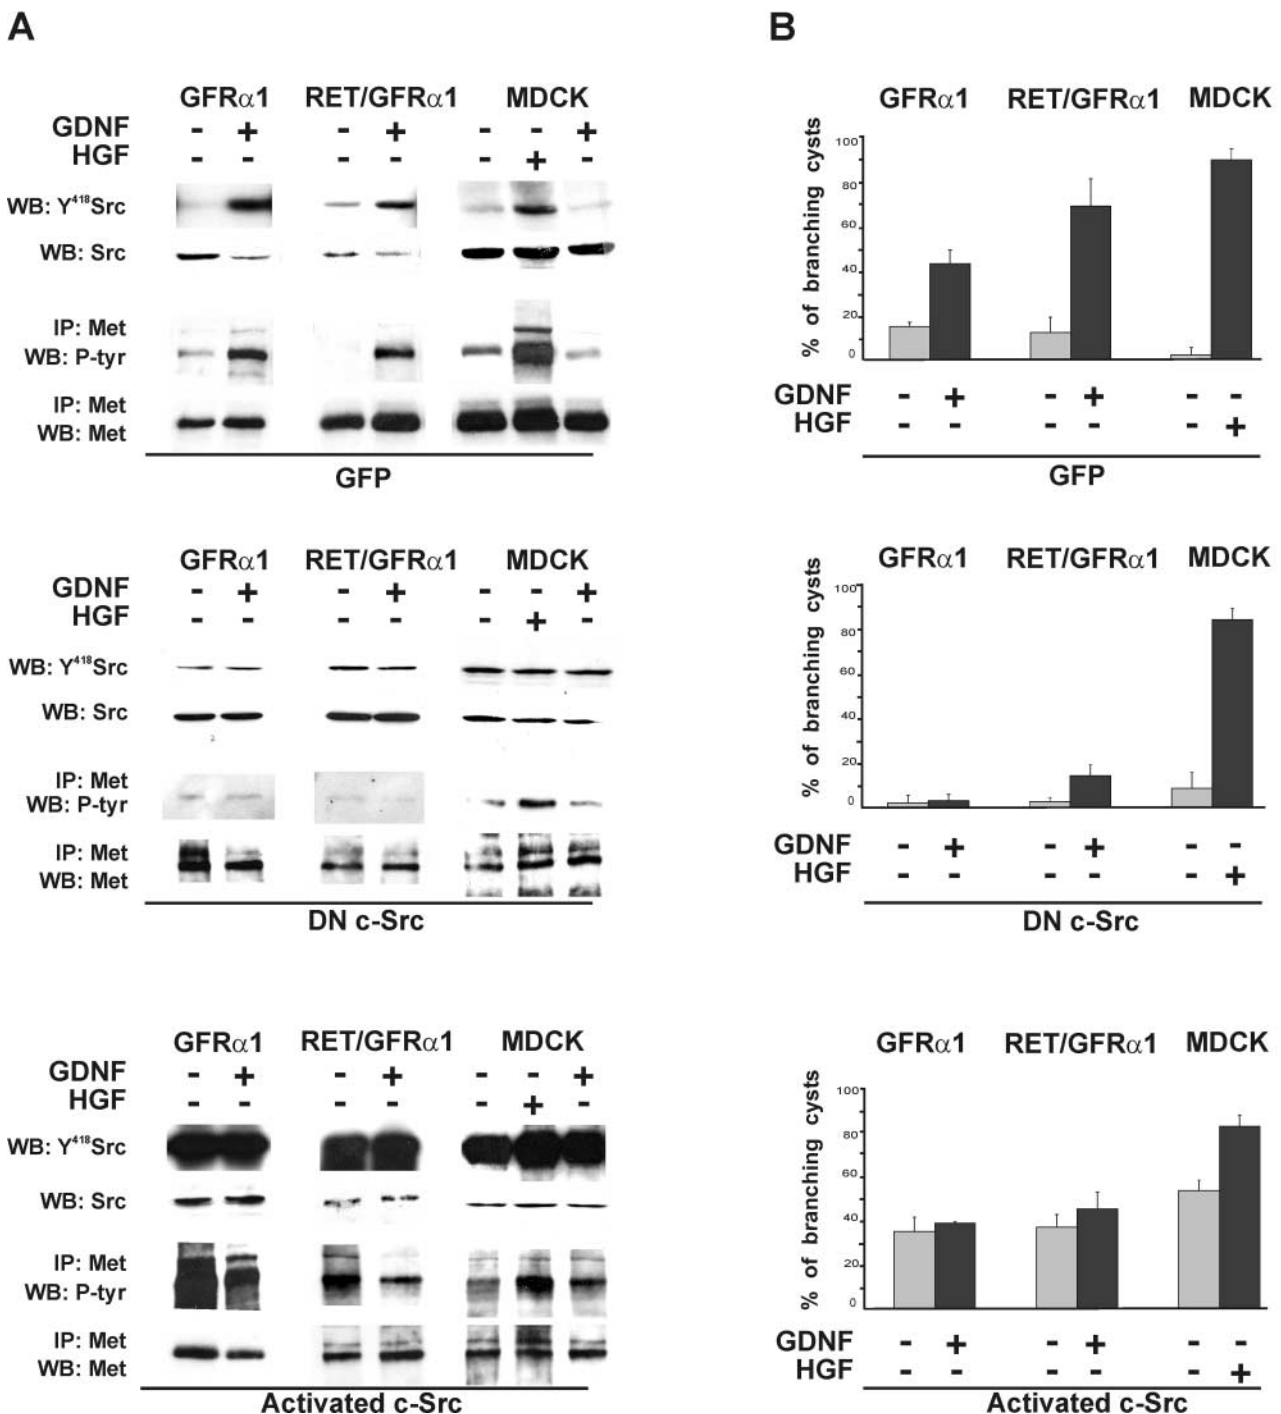 A
GFRα1 RET/GFRα1 MDCK
GDNF - + - + - - +
HGF - - - - - + -
WB: Y⁴¹⁸Src
WB: Src
IP: Met
WB: P-tyr
IP: Met
WB: Met
GFP
GFRα1 RET/GFRα1 MDCK
GDNF - + - + - - +
HGF - - - - - + -
WB: Y⁴¹⁸Src
WB: Src
IP: Met
WB: P-tyr
IP: Met
WB: Met
DN c-Src
GFRα1 RET/GFRα1 MDCK
GDNF - + - + - - +
HGF - - - - - + -
WB: Y⁴¹⁸Src
WB: Src
IP: Met
WB: P-tyr
IP: Met
WB: Met
Activated c-Src
B
GFRα1 RET/GFRα1 MDCK
% of branching cysts
100
80
60
40
20
0
GDNF - + - + - -
HGF - - - - - +
GFP
GFRα1 RET/GFRα1 MDCK
% of branching cysts
100
80
60
40
20
0
GDNF - + - + - -
HGF - - - - - +
DN c-Src
GFRα1 RET/GFRα1 MDCK
% of branching cysts
100
80
60
40
20
0
GDNF - + - + - -
HGF - - - - - +
Activated c-Src